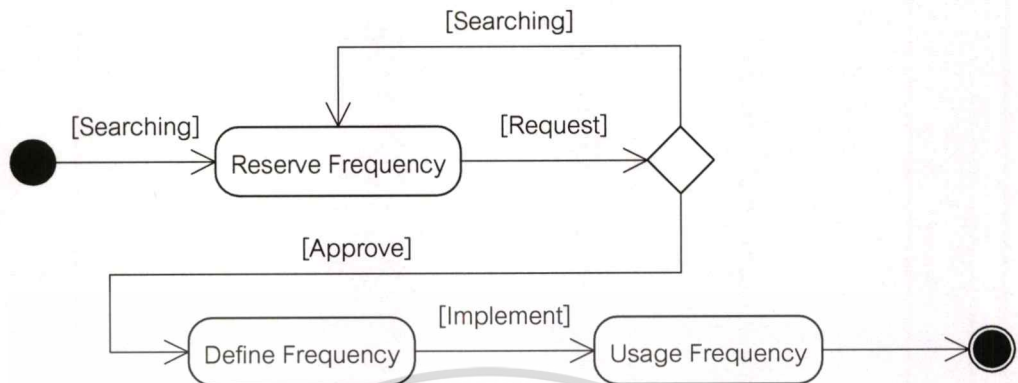 [Searching]
[Searching]
[Request]
Reserve Frequency
[Approve]
[Implement]
Define Frequency
Usage Frequency